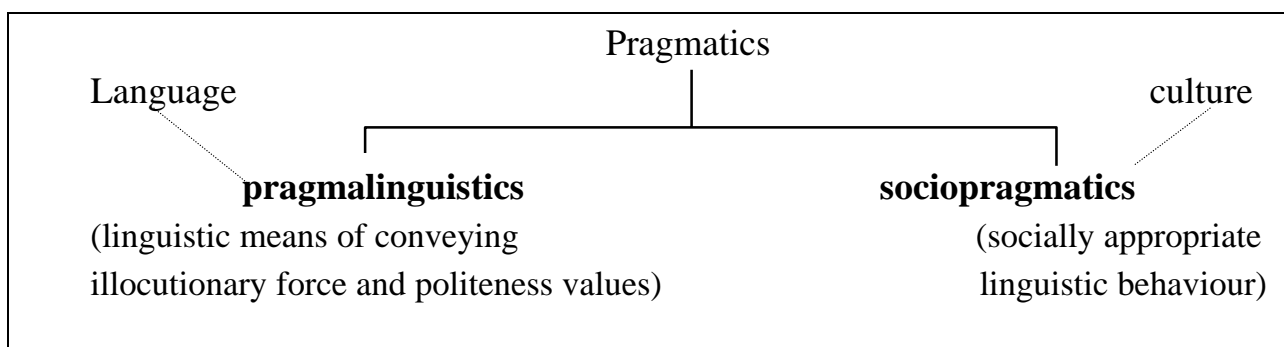 Pragmatics
Language culture
pragmalinguistics sociopragmatics
(linguistic means of conveying (socially appropriate
illocutionary force and politeness values) linguistic behaviour)